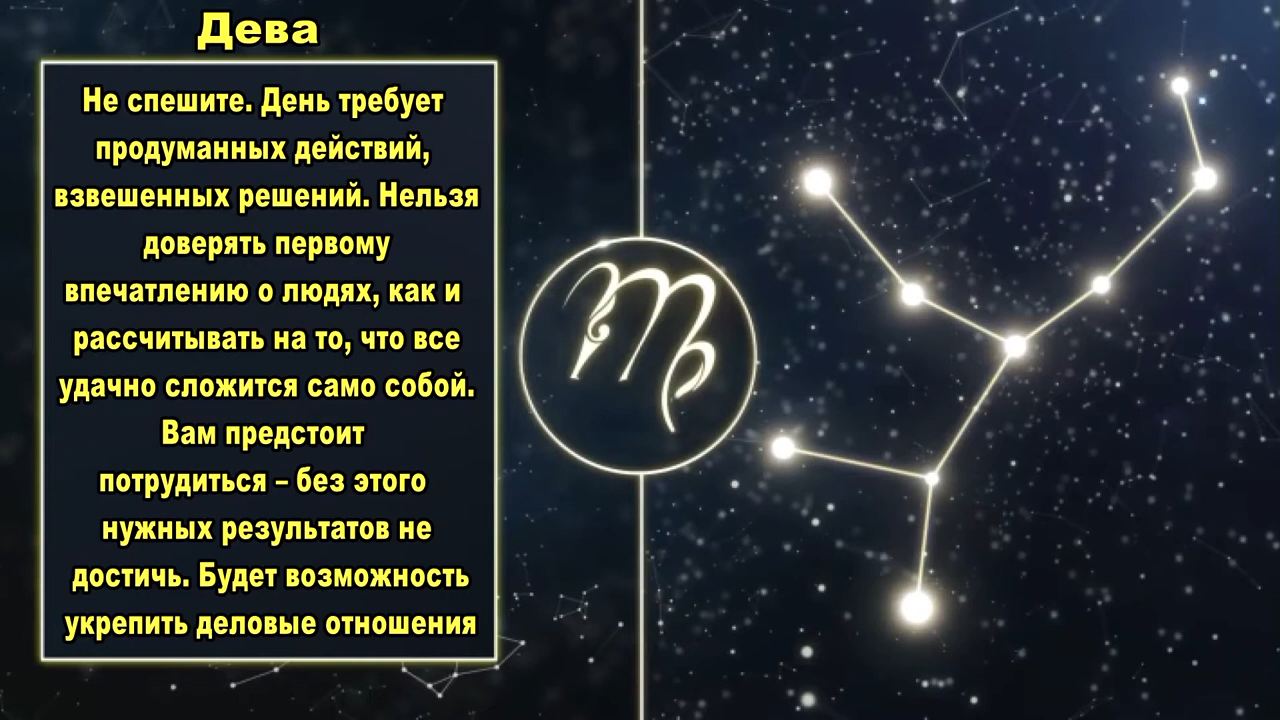 Дева
Не спешите. День требует
продуманных действий,
взвешенных решений. Нельзя
доверять первому
впечатлению о людях, как и
рассчитывать на то, что все
удачно сложится само собой.
Вам предстоит
потрудиться – без этого
нужных результатов не
достичь. Будет возможность
укрепить деловые отношения